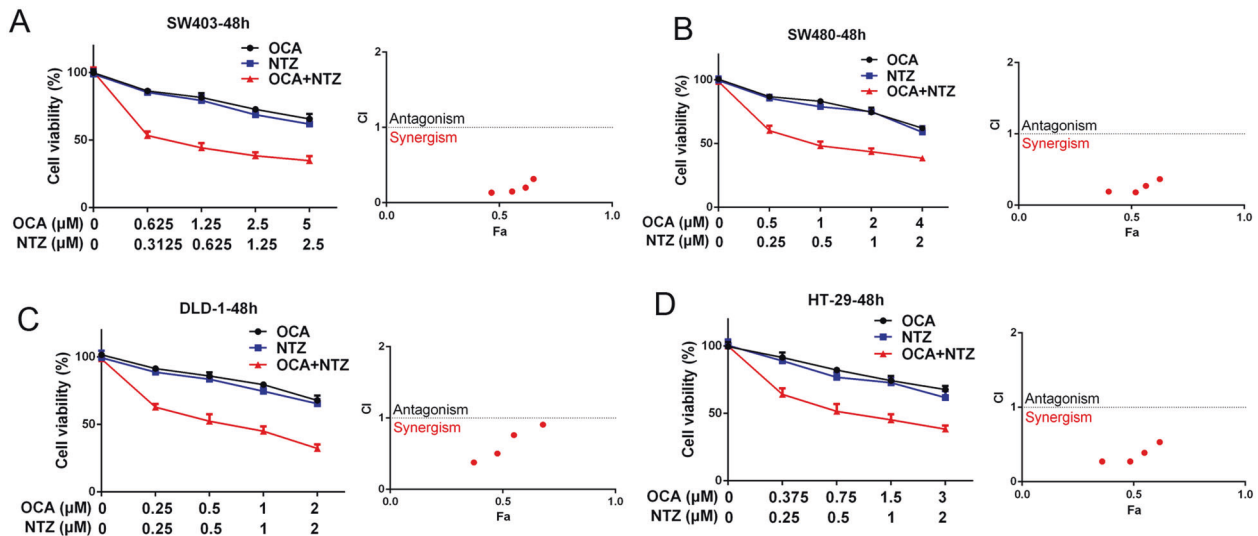 A
SW403-48h
OCA
NTZ
OCA+NTZ
Cell viability (%)
100
50
0
OCA (µM) 0 0.625 1.25 2.5 5
NTZ (µM) 0 0.3125 0.625 1.25 2.5
CI
2
1
0
Antagonism
Synergism
0.0 0.5 1.0
Fa
B
SW480-48h
OCA
NTZ
OCA+NTZ
Cell viability (%)
100
50
0
OCA (µM) 0 0.5 1 2 4
NTZ (µM) 0 0.25 0.5 1 2
CI
2
1
0
Antagonism
Synergism
0.0 0.5 1.0
Fa
C
DLD-1-48h
OCA
NTZ
OCA+NTZ
Cell viability (%)
100
50
0
OCA (µM) 0 0.25 0.5 1 2
NTZ (µM) 0 0.25 0.5 1 2
CI
2
1
0
Antagonism
Synergism
0.0 0.5 1.0
Fa
D
HT-29-48h
OCA
NTZ
OCA+NTZ
Cell viability (%)
100
50
0
OCA (µM) 0 0.375 0.75 1.5 3
NTZ (µM) 0 0.25 0.5 1 2
CI
2
1
0
Antagonism
Synergism
0.0 0.5 1.0
Fa